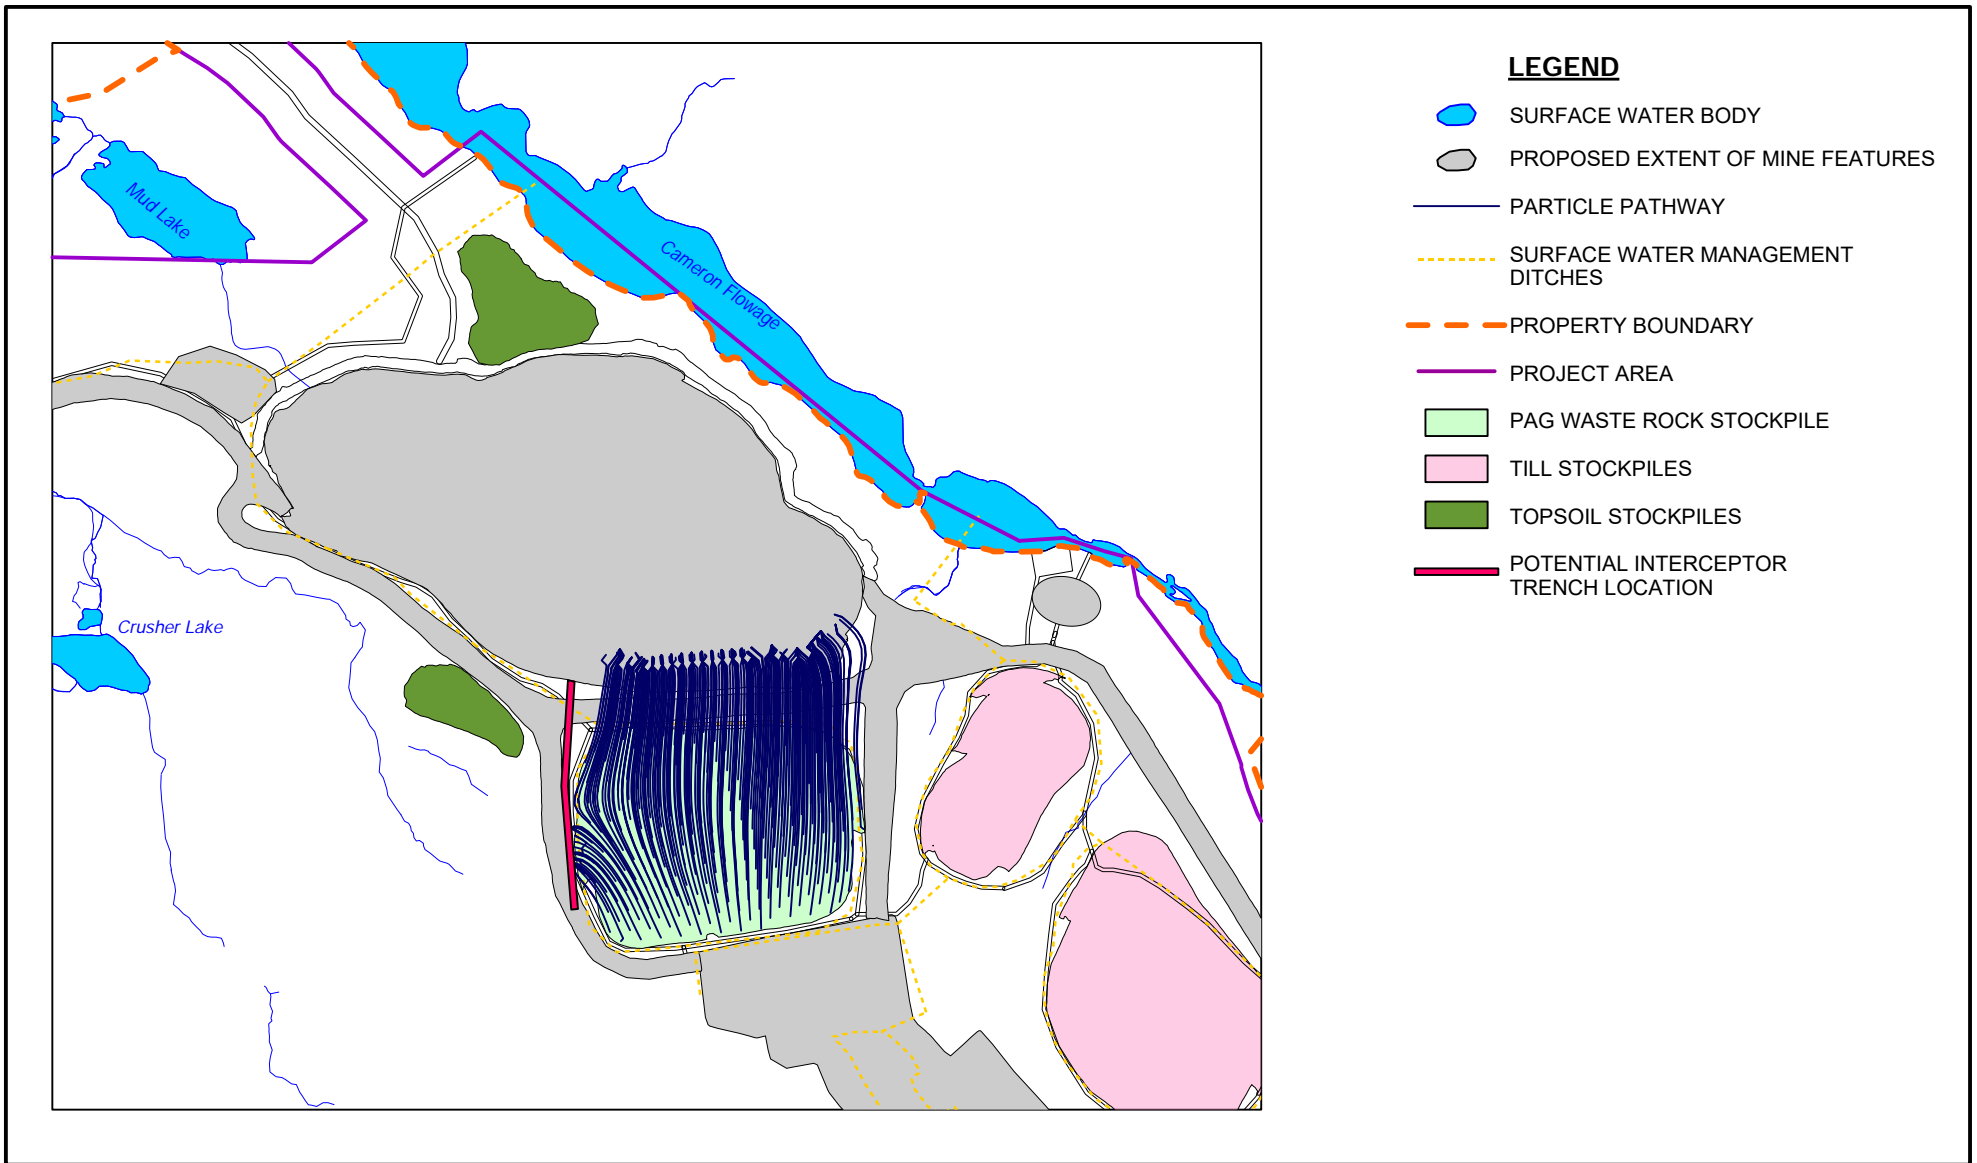 LEGEND
SURFACE WATER BODY
PROPOSED EXTENT OF MINE FEATURES
PARTICLE PATHWAY
SURFACE WATER MANAGEMENT
DITCHES
PROPERTY BOUNDARY
PROJECT AREA
PAG WASTE ROCK STOCKPILE
TILL STOCKPILES
TOPSOIL STOCKPILES
POTENTIAL INTERCEPTOR
TRENCH LOCATION
Mud Lake
Cameron Flowage
Crusher Lake